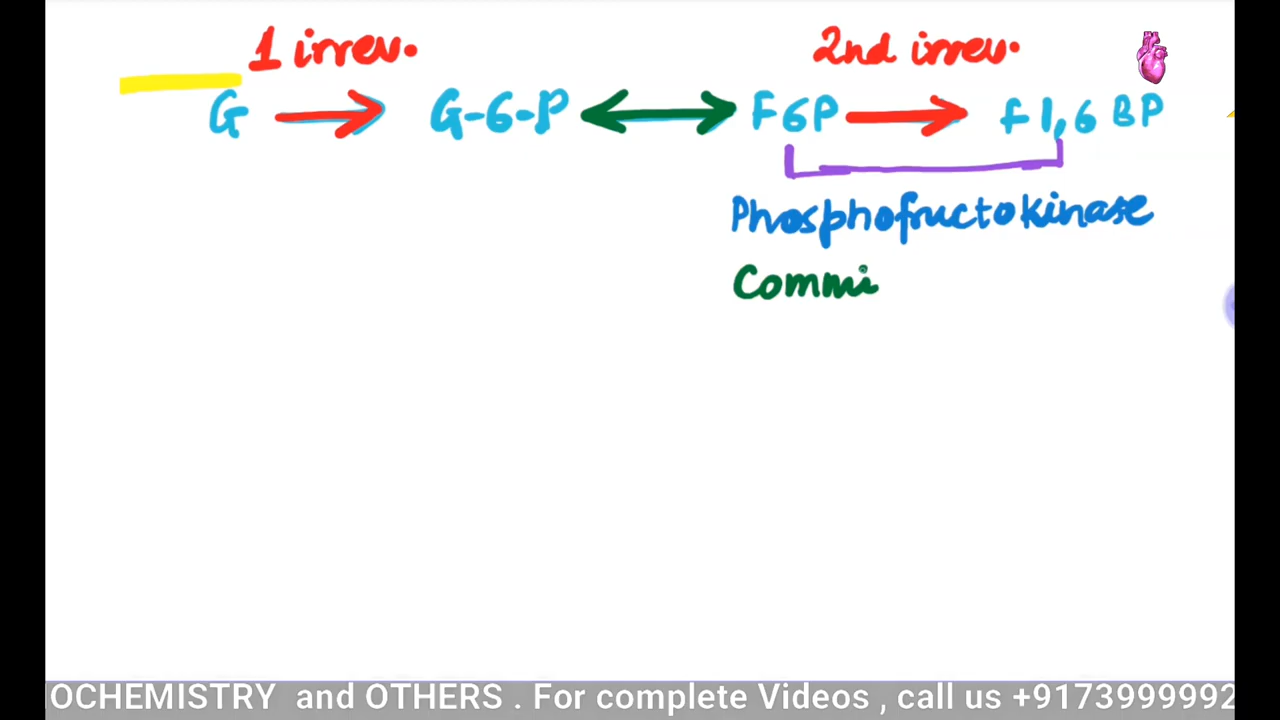 1 irrev. 2nd irrev.
G → G-6-P ↔ F6P → F 1,6 BP
Phosphofructokinase
Commi
OCHEMISTRY and OTHERS . For complete Videos , call us +9173999992